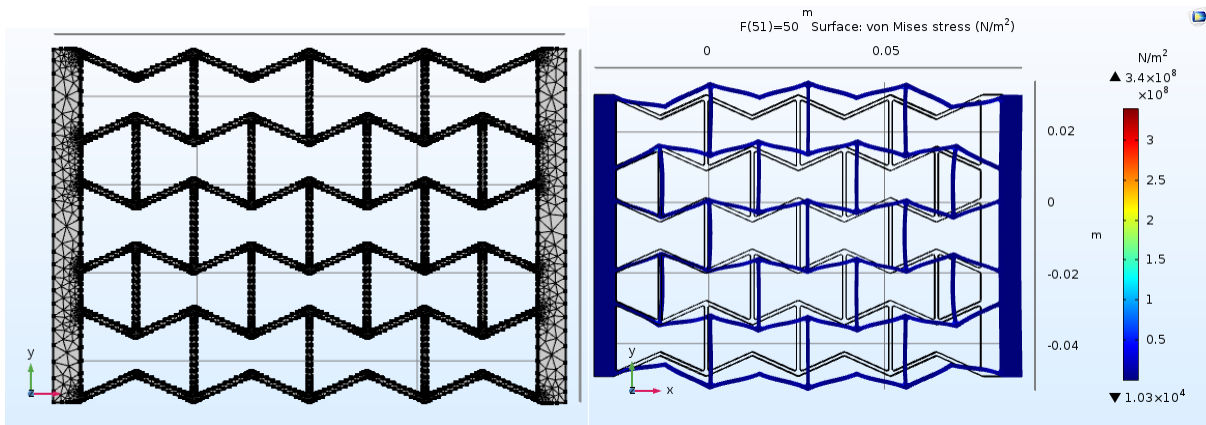 m
F(51)=50 Surface: von Mises stress (N/m²)
0 0.05
N/m²
▲ 3.4×10⁸
×10⁸
3
2.5
2
1.5
1
0.5
▼ 1.03×10⁴
0.02
0
m
-0.02
-0.04
y
z
y
z x